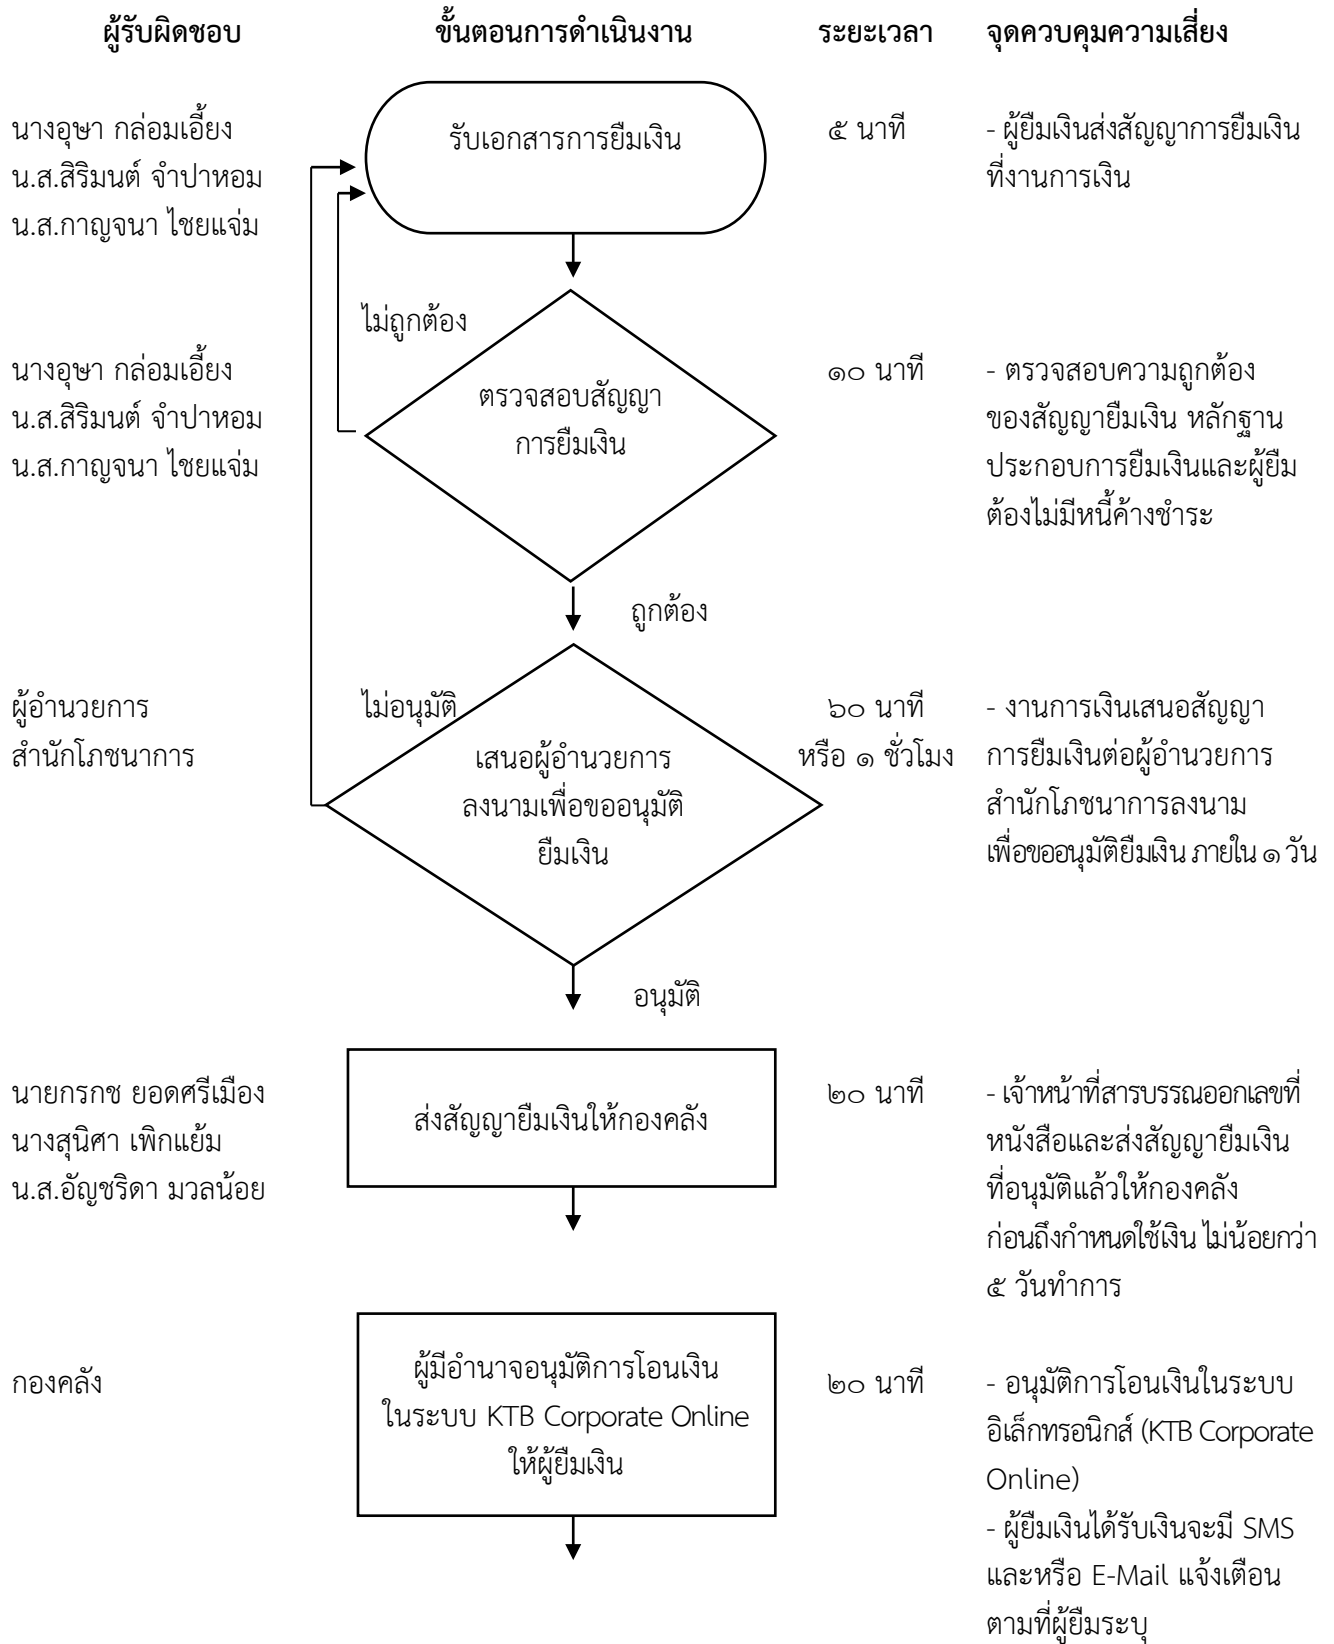 ผู้รับผิดชอบ ขั้นตอนการดำเนินงาน ระยะเวลา จุดควบคุมความเสี่ยง
นางอุษา กล่อมเอี้ยง
น.ส.สิริมนต์ จำปาหอม
น.ส.กาญจนา ไชยแจ่ม
รับเอกสารการยืมเงิน
๕ นาที
- ผู้ยืมเงินส่งสัญญาการยืมเงิน
ที่งานการเงิน
ไม่ถูกต้อง
นางอุษา กล่อมเอี้ยง
น.ส.สิริมนต์ จำปาหอม
น.ส.กาญจนา ไชยแจ่ม
ตรวจสอบสัญญา
การยืมเงิน
๑๐ นาที
- ตรวจสอบความถูกต้อง
ของสัญญายืมเงิน หลักฐาน
ประกอบการยืมเงินและผู้ยืม
ต้องไม่มีหนี้ค้างชำระ
ถูกต้อง
ผู้อำนวยการ
สำนักโภชนาการ
ไม่อนุมัติ
เสนอผู้อำนวยการ
ลงนามเพื่อขออนุมัติ
ยืมเงิน
๖๐ นาที
หรือ ๑ ชั่วโมง
- งานการเงินเสนอสัญญา
การยืมเงินต่อผู้อำนวยการ
สำนักโภชนาการลงนาม
เพื่อขออนุมัติยืมเงิน ภายใน ๑ วัน
อนุมัติ
นายกรกช ยอดศรีเมือง
นางสุนิศา เพิกแย้ม
น.ส.อัญชริดา มวลน้อย
ส่งสัญญายืมเงินให้กองคลัง
๒๐ นาที
- เจ้าหน้าที่สารบรรณออกเลขที่
หนังสือและส่งสัญญายืมเงิน
ที่อนุมัติแล้วให้กองคลัง
ก่อนถึงกำหนดใช้เงิน ไม่น้อยกว่า
๕ วันทำการ
กองคลัง
ผู้มีอำนาจอนุมัติการโอนเงิน
ในระบบ KTB Corporate Online
ให้ผู้ยืมเงิน
๒๐ นาที
- อนุมัติการโอนเงินในระบบ
อิเล็กทรอนิกส์ (KTB Corporate
Online)
- ผู้ยืมเงินได้รับเงินจะมี SMS
และหรือ E-Mail แจ้งเตือน
ตามที่ผู้ยืมระบุ